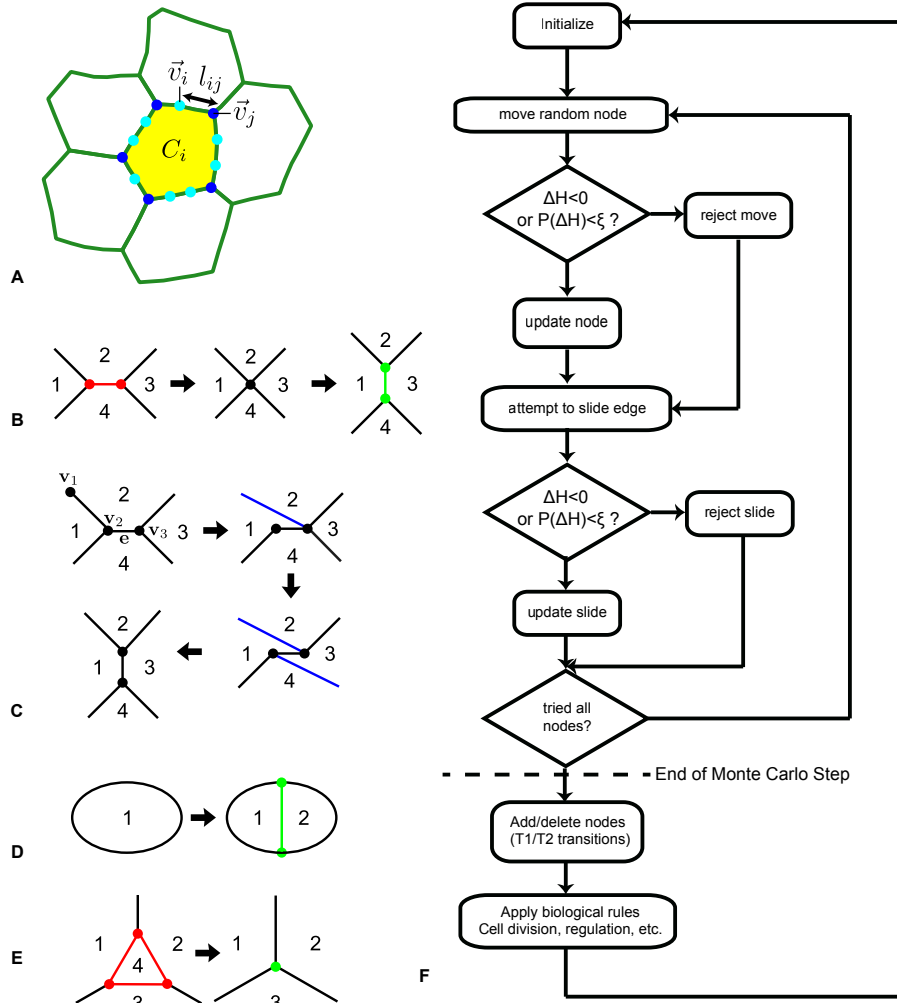 v⃗ᵢ
lᵢⱼ
v⃗ⱼ
Cᵢ
A
2
1
3
4
2
1
3
4
2
1
3
4
B
v₁
2
v₂
1
e
v₃
3
4
2
1
3
4
2
1
3
4
2
1
3
4
C
1
1
2
D
1
2
4
3
1
2
3
E
Initialize
move random node
ΔH<0
or P(ΔH)<ξ ?
reject move
update node
attempt to slide edge
ΔH<0
or P(ΔH)<ξ ?
reject slide
update slide
tried all
nodes?
End of Monte Carlo Step
Add/delete nodes
(T1/T2 transitions)
Apply biological rules
Cell division, regulation, etc.
F